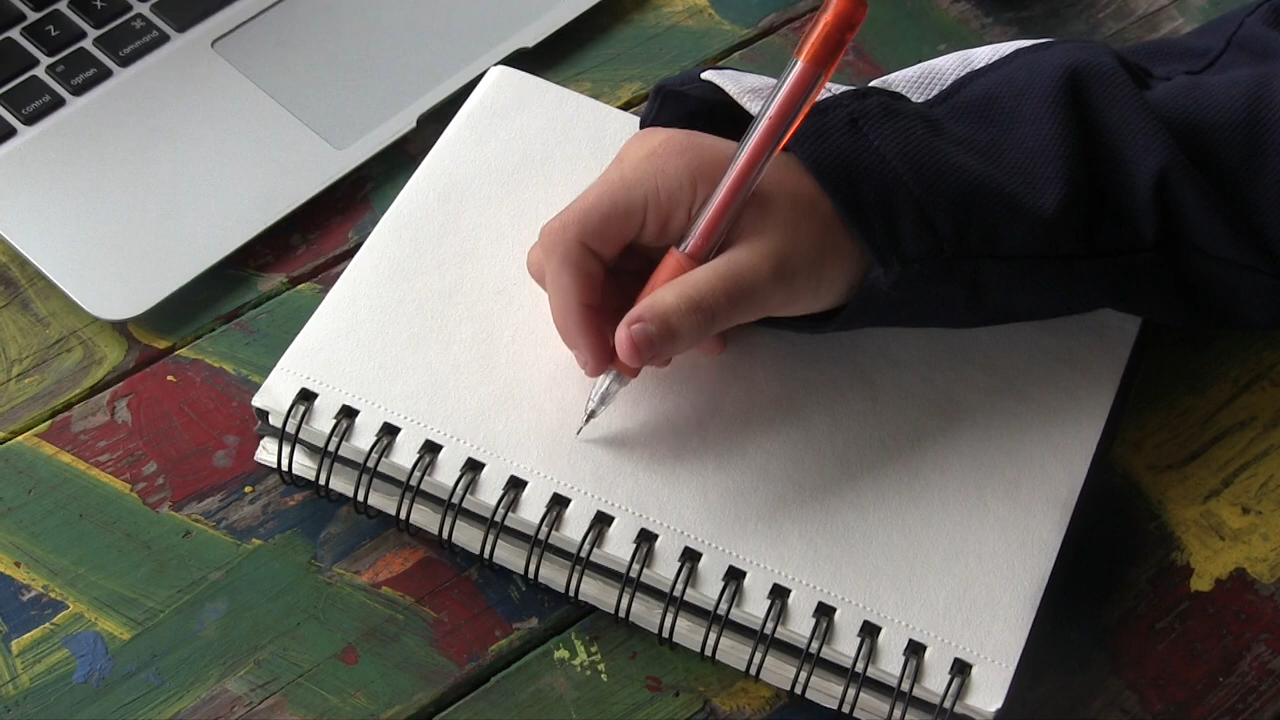 Z
X
⌘
command
option
control